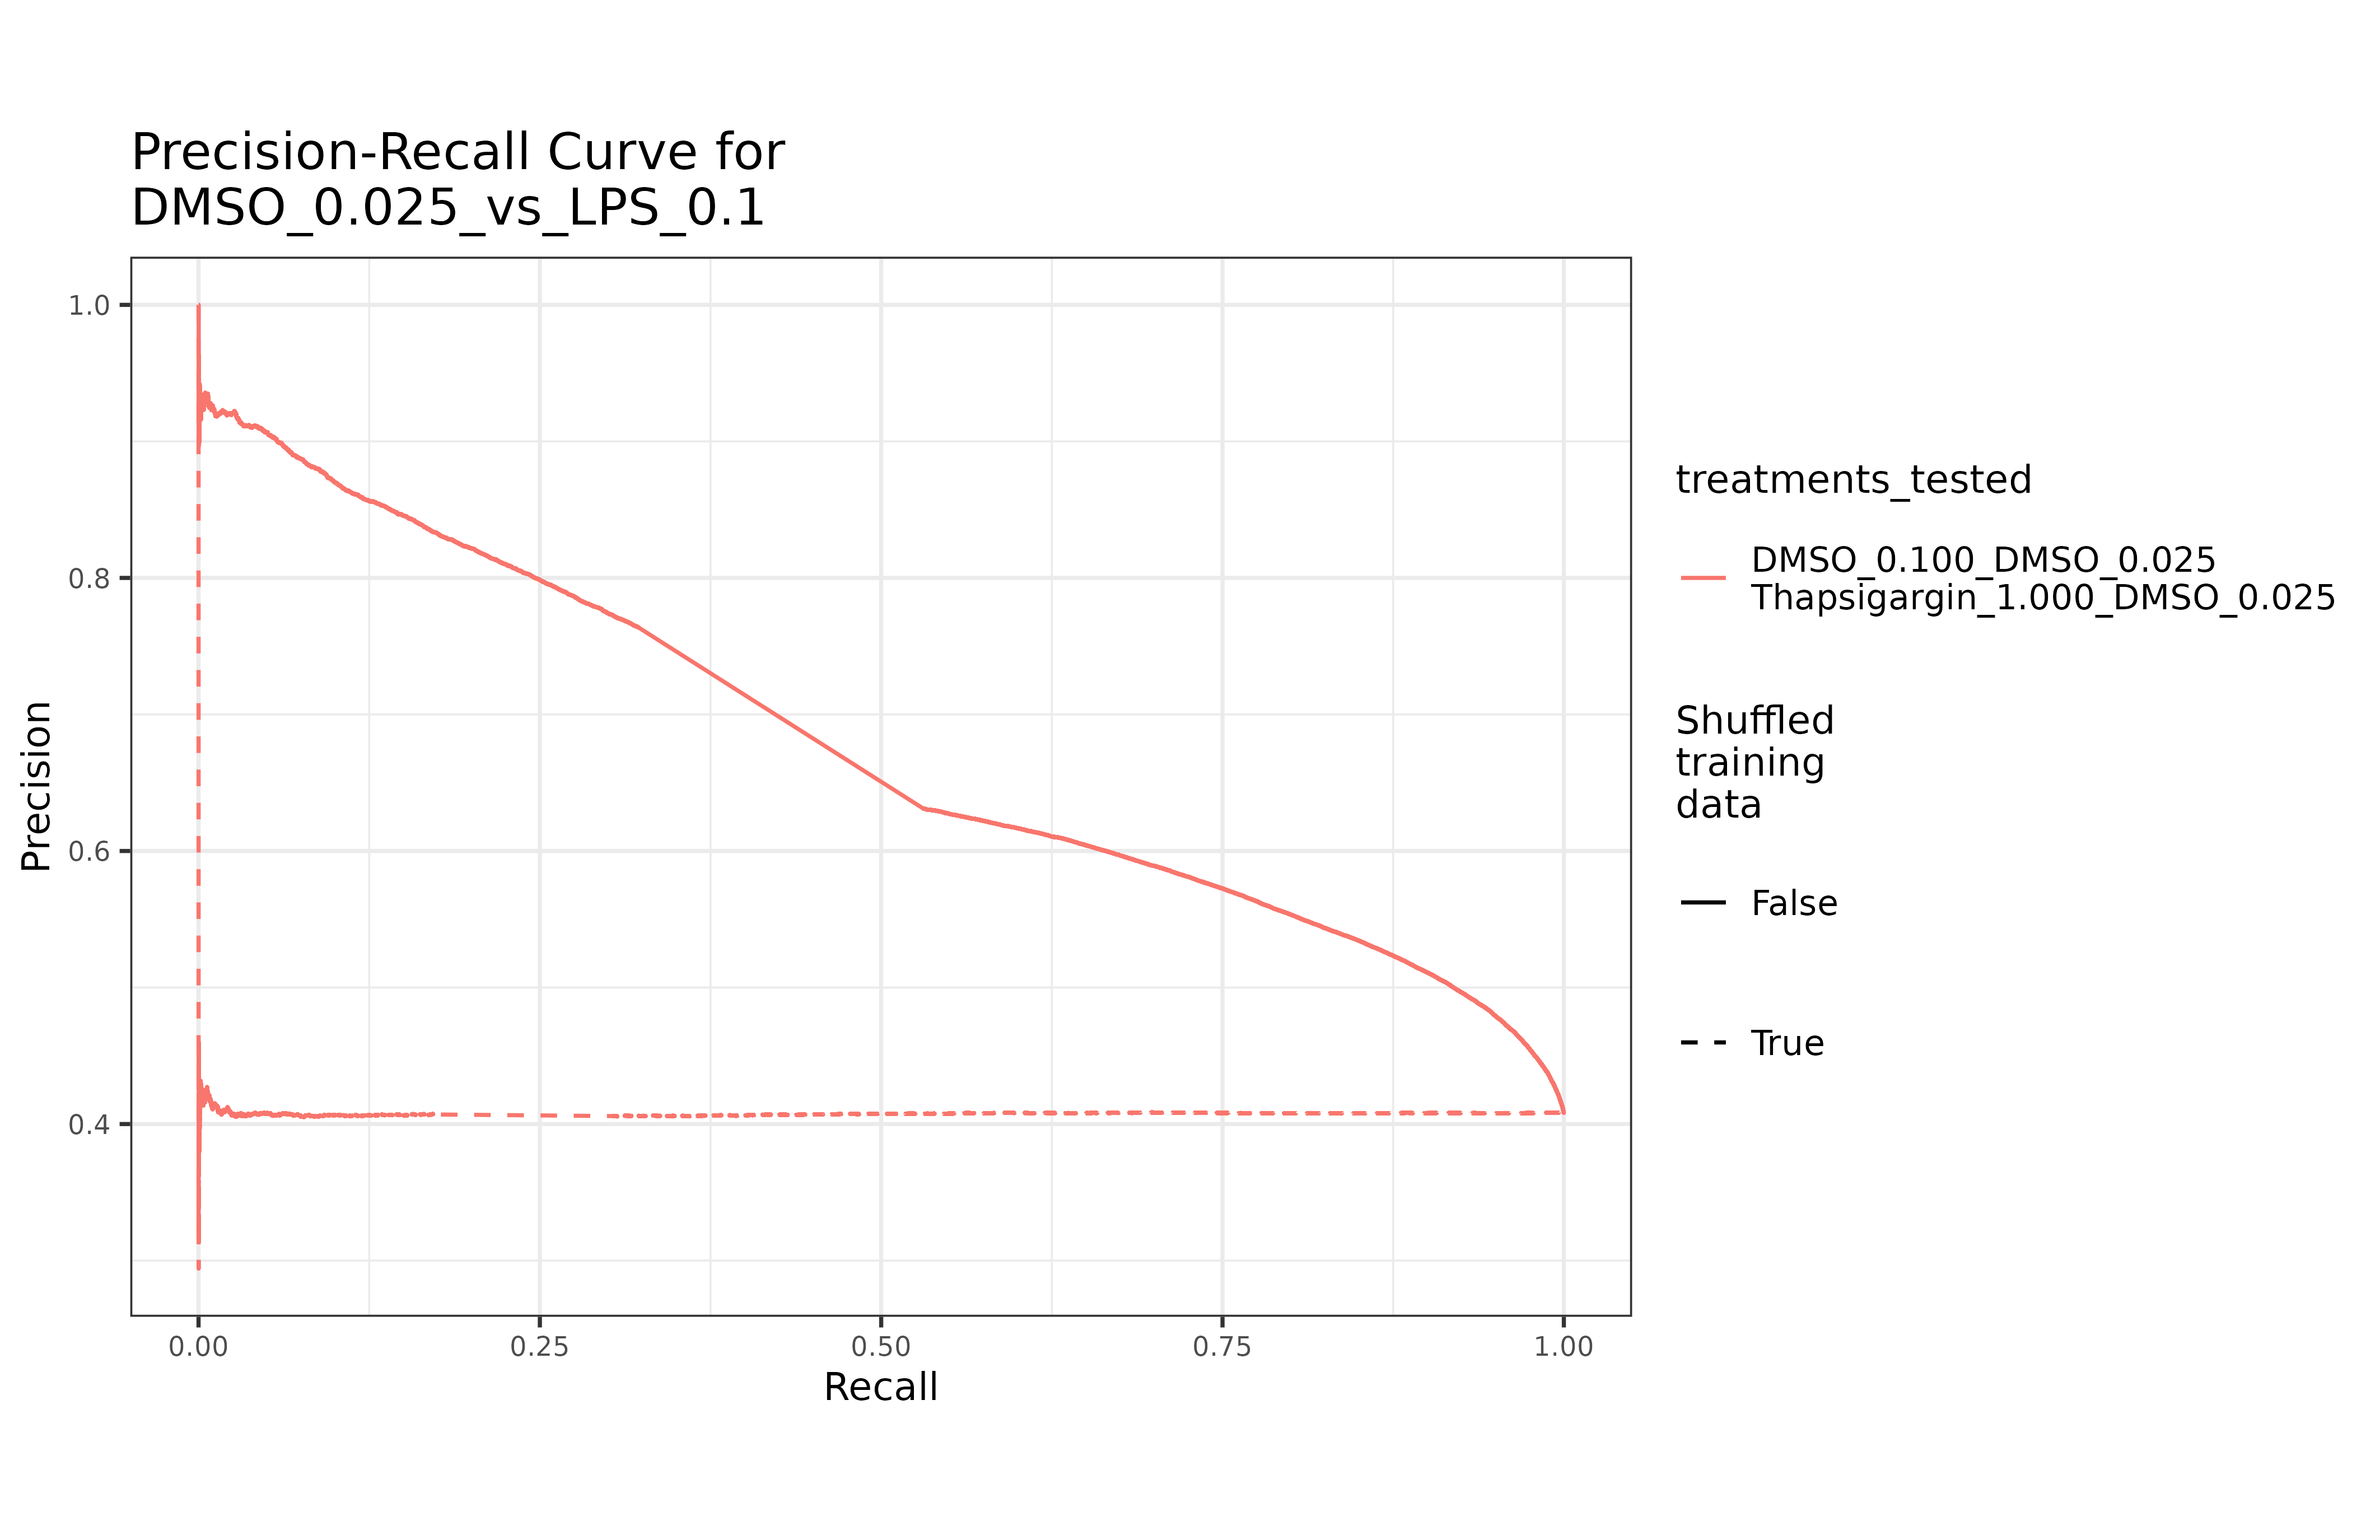 Precision-Recall Curve for
DMSO_0.025_vs_LPS_0.1
1.0
0.8
0.6
0.4
Precision
0.00
0.25
0.50
0.75
1.00
Recall
treatments_tested
DMSO_0.100_DMSO_0.025
Thapsigargin_1.000_DMSO_0.025
Shuffled
training
data
False
True